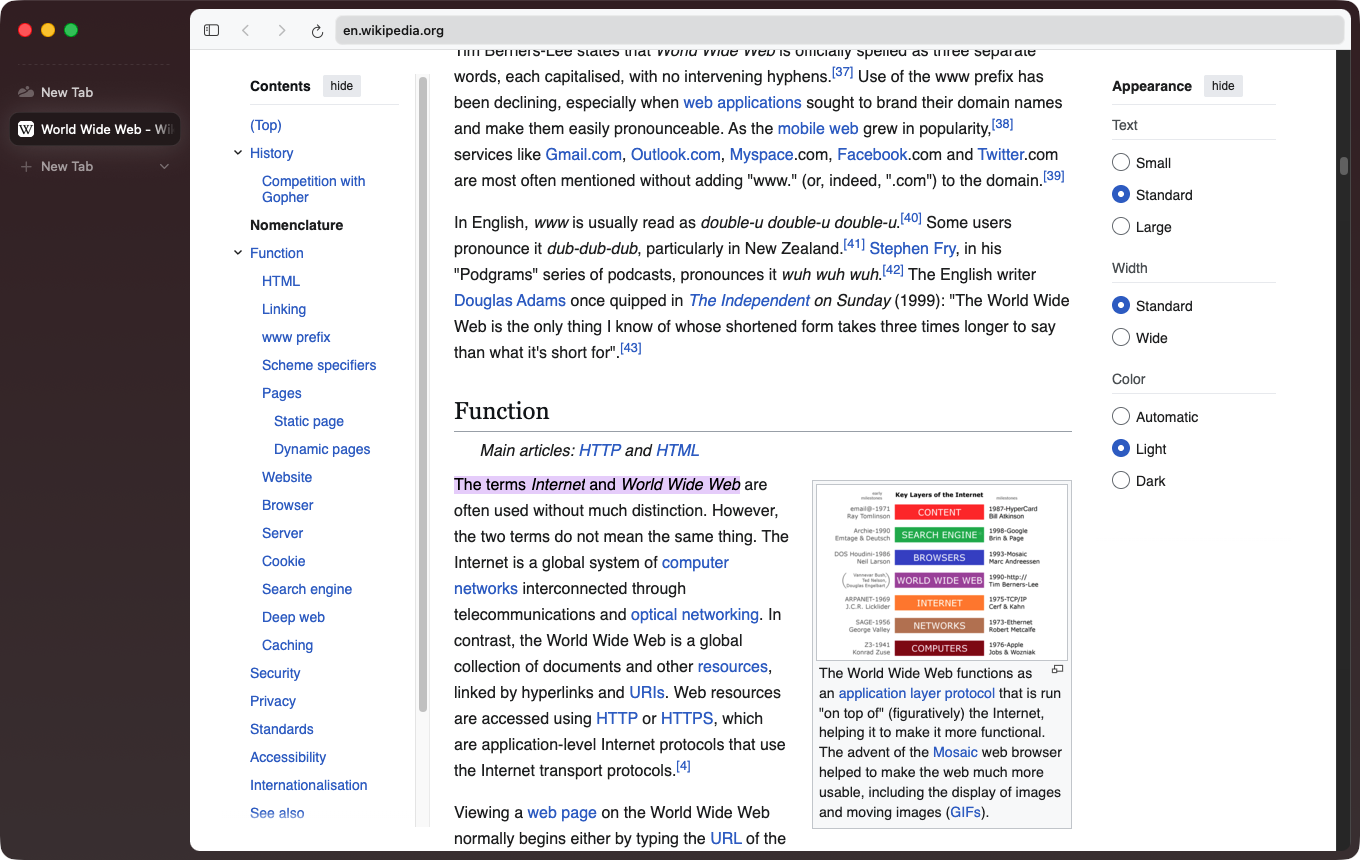 en.wikipedia.org
New Tab
World Wide Web - Wi
New Tab
Contents
hide
(Top)
History
Competition with
Gopher
Nomenclature
Function
HTML
Linking
www prefix
Scheme specifiers
Pages
Static page
Dynamic pages
Website
Browser
Server
Cookie
Search engine
Deep web
Caching
Security
Privacy
Standards
Accessibility
Internationalisation
See also
Tim Berners-Lee states that World Wide Web is officially spelled as three separate
words, each capitalised, with no intervening hyphens.[37] Use of the www prefix has
been declining, especially when web applications sought to brand their domain names
and make them easily pronounceable. As the mobile web grew in popularity,[38]
services like Gmail.com, Outlook.com, Myspace.com, Facebook.com and Twitter.com
are most often mentioned without adding "www." (or, indeed, ".com") to the domain.[39]
In English, www is usually read as double-u double-u double-u.[40] Some users
pronounce it dub-dub-dub, particularly in New Zealand.[41] Stephen Fry, in his
"Podgrams" series of podcasts, pronounces it wuh wuh wuh.[42] The English writer
Douglas Adams once quipped in The Independent on Sunday (1999): "The World Wide
Web is the only thing I know of whose shortened form takes three times longer to say
than what it's short for".[43]
Function
Main articles: HTTP and HTML
The terms Internet and World Wide Web are
often used without much distinction. However,
the two terms do not mean the same thing. The
Internet is a global system of computer
networks interconnected through
telecommunications and optical networking. In
contrast, the World Wide Web is a global
collection of documents and other resources,
linked by hyperlinks and URIs. Web resources
are accessed using HTTP or HTTPS, which
are application-level Internet protocols that use
the Internet transport protocols.[4]
Viewing a web page on the World Wide Web
normally begins either by typing the URL of the
early
milestones
Key Layers of the Internet
milestones
email@-1971
Ray Tomlinson
CONTENT
1987-HyperCard
Bill Atkinson
Archie-1990
Emtage & Deutsch
SEARCH ENGINE
1998-Google
Brin & Page
DOS Houdini-1986
Neil Larson
BROWSERS
1993-Mosaic
Marc Andreessen
Vannevar Bush,
Ted Nelson,
Douglas Engelbart
WORLD WIDE WEB
1990-http://
Tim Berners-Lee
ARPANET-1969
J.C.R. Licklider
INTERNET
1975-TCP/IP
Cerf & Kahn
SAGE-1956
George Valley
NETWORKS
1973-Ethernet
Robert Metcalfe
Z3-1941
Konrad Zuse
COMPUTERS
1976-Apple
Jobs & Wozniak
The World Wide Web functions as
an application layer protocol that is run
"on top of" (figuratively) the Internet,
helping it to make it more functional.
The advent of the Mosaic web browser
helped to make the web much more
usable, including the display of images
and moving images (GIFs).
Appearance
hide
Text
Small
Standard
Large
Width
Standard
Wide
Color
Automatic
Light
Dark